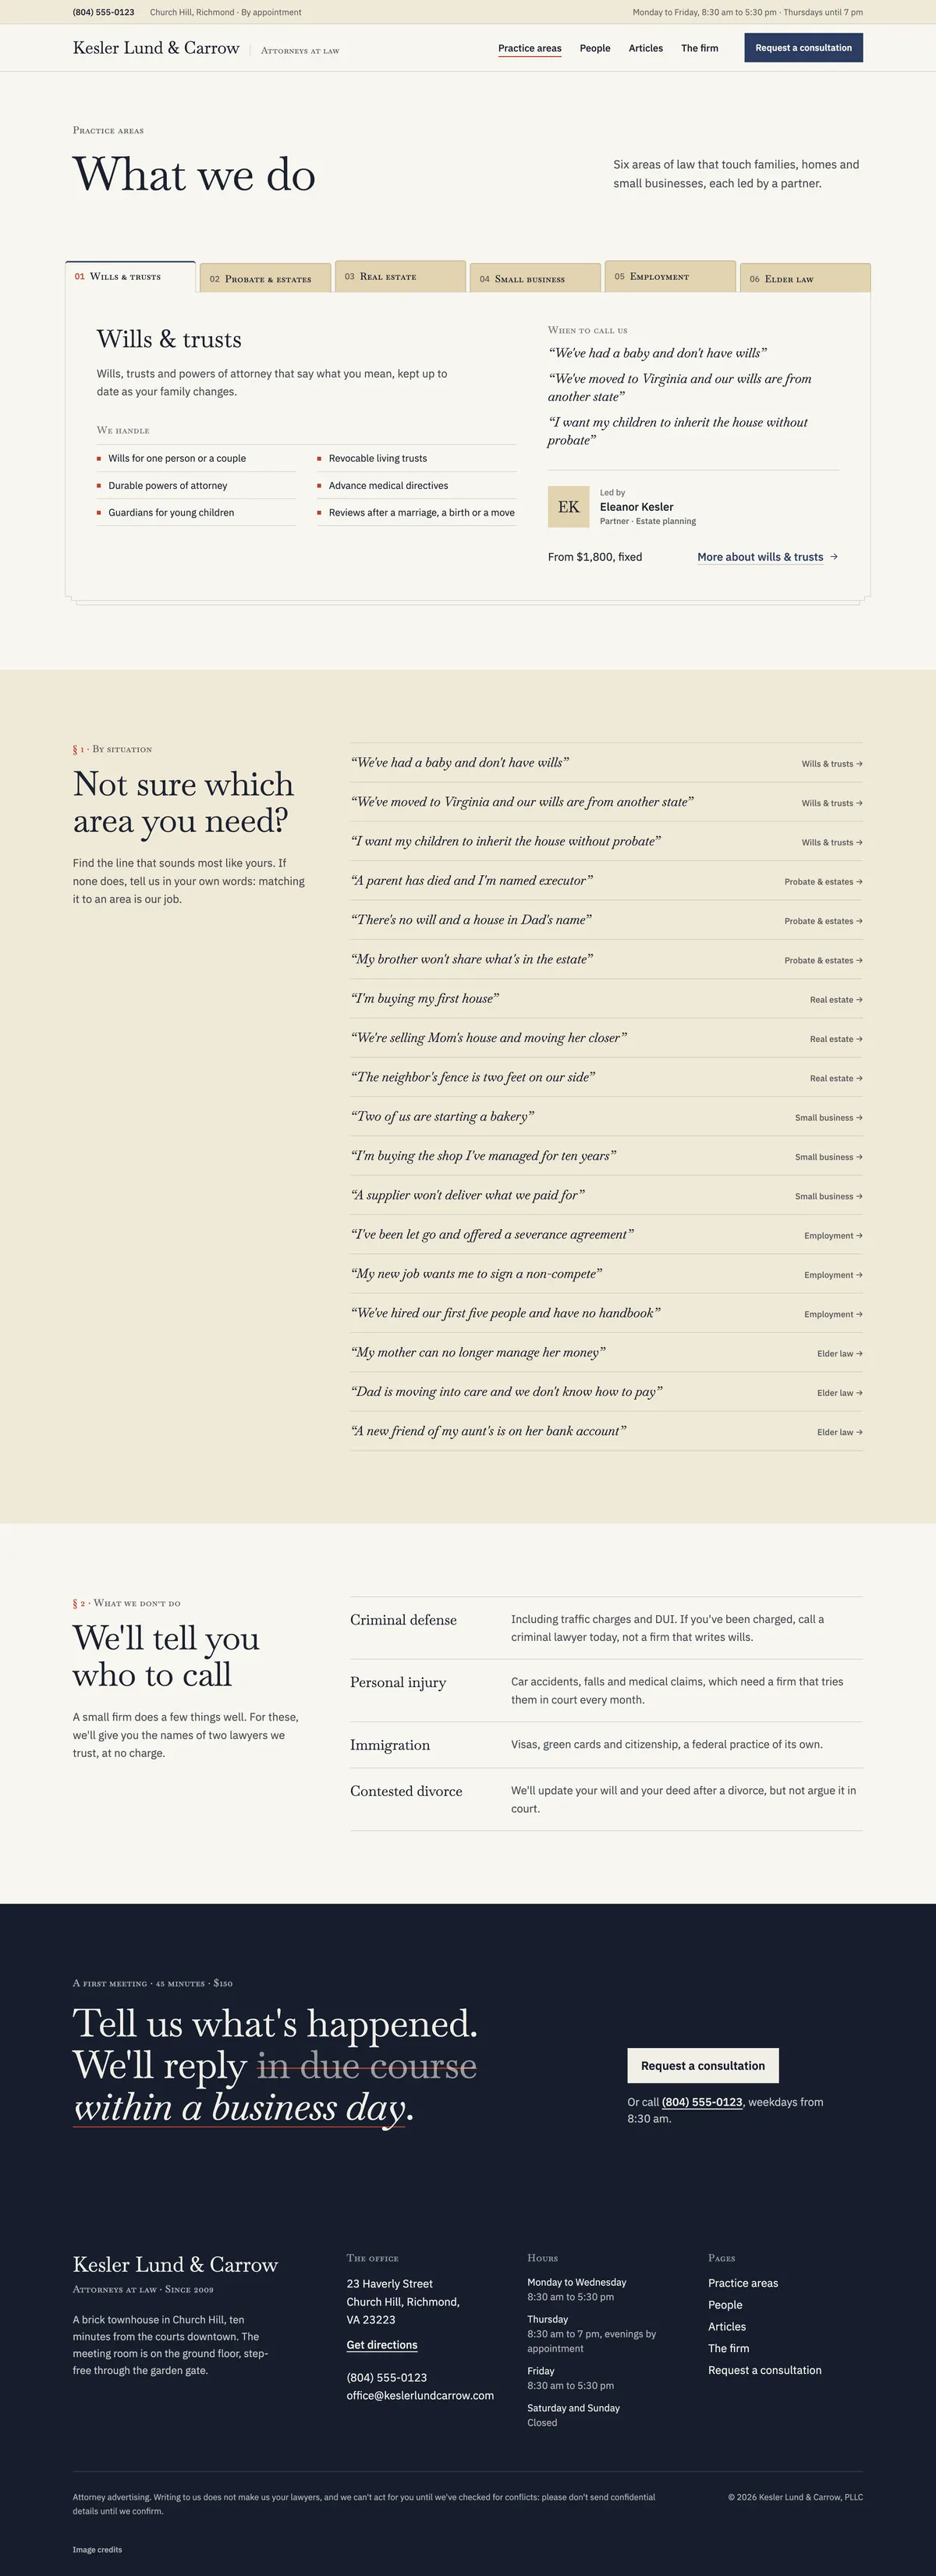 (804) 555-0123
Church Hill, Richmond · By appointment
Monday to Friday, 8:30 am to 5:30 pm · Thursdays until 7 pm
Kesler Lund & Carrow
Attorneys at law
Practice areas
People
Articles
The firm
Request a consultation
Practice areas
What we do
Six areas of law that touch families, homes and
small businesses, each led by a partner.
01 Wills & trusts
02 Probate & estates
03 Real estate
04 Small business
05 Employment
06 Elder law
Wills & trusts
Wills, trusts and powers of attorney that say what you mean, kept up to
date as your family changes.
We handle
Wills for one person or a couple
Revocable living trusts
Durable powers of attorney
Advance medical directives
Guardians for young children
Reviews after a marriage, a birth or a move
When to call us
“We've had a baby and don't have wills”
“We've moved to Virginia and our wills are from
another state”
“I want my children to inherit the house without
probate”
EK
Led by
Eleanor Kesler
Partner · Estate planning
From $1,800, fixed
More about wills & trusts →
§ 1 · By situation
Not sure which
area you need?
Find the line that sounds most like yours. If
none does, tell us in your own words: matching
it to an area is our job.
“We've had a baby and don't have wills”
Wills & trusts →
“We've moved to Virginia and our wills are from another state”
Wills & trusts →
“I want my children to inherit the house without probate”
Wills & trusts →
“A parent has died and I'm named executor”
Probate & estates →
“There's no will and a house in Dad's name”
Probate & estates →
“My brother won't share what's in the estate”
Probate & estates →
“I'm buying my first house”
Real estate →
“We're selling Mom's house and moving her closer”
Real estate →
“The neighbor's fence is two feet on our side”
Real estate →
“Two of us are starting a bakery”
Small business →
“I'm buying the shop I've managed for ten years”
Small business →
“A supplier won't deliver what we paid for”
Small business →
“I've been let go and offered a severance agreement”
Employment →
“My new job wants me to sign a non-compete”
Employment →
“We've hired our first five people and have no handbook”
Employment →
“My mother can no longer manage her money”
Elder law →
“Dad is moving into care and we don't know how to pay”
Elder law →
“A new friend of my aunt's is on her bank account”
Elder law →
§ 2 · What we don't do
We'll tell you
who to call
A small firm does a few things well. For these,
we'll give you the names of two lawyers we
trust, at no charge.
Criminal defense
Including traffic charges and DUI. If you've been charged, call a
criminal lawyer today, not a firm that writes wills.
Personal injury
Car accidents, falls and medical claims, which need a firm that tries
them in court every month.
Immigration
Visas, green cards and citizenship, a federal practice of its own.
Contested divorce
We'll update your will and your deed after a divorce, but not argue it in
court.
A first meeting · 45 minutes · $150
Tell us what's happened.
We'll reply in due course
within a business day.
Request a consultation
Or call (804) 555-0123, weekdays from
8:30 am.
Kesler Lund & Carrow
Attorneys at law · Since 2009
A brick townhouse in Church Hill, ten
minutes from the courts downtown. The
meeting room is on the ground floor, step-
free through the garden gate.
The office
23 Haverly Street
Church Hill, Richmond,
VA 23223
Get directions
(804) 555-0123
office@keslerlundcarrow.com
Hours
Monday to Wednesday
8:30 am to 5:30 pm
Thursday
8:30 am to 7 pm, evenings by
appointment
Friday
8:30 am to 5:30 pm
Saturday and Sunday
Closed
Pages
Practice areas
People
Articles
The firm
Request a consultation
Attorney advertising. Writing to us does not make us your lawyers, and we can't act for you until we've checked for conflicts: please don't send confidential
details until we confirm.
© 2026 Kesler Lund & Carrow, PLLC
Image credits